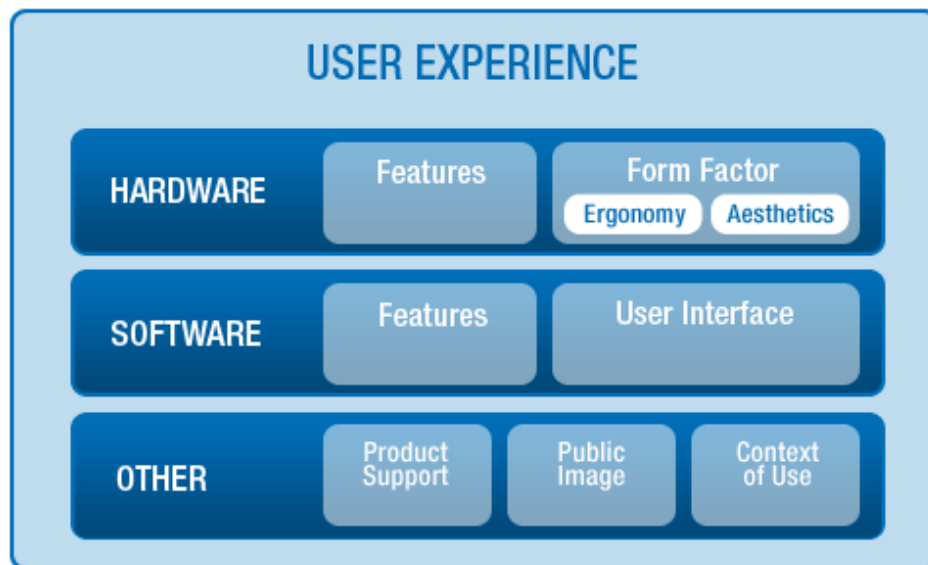 USER EXPERIENCE
HARDWARE
Features
Form Factor
Ergonomy
Aesthetics
SOFTWARE
Features
User Interface
OTHER
Product
Support
Public
Image
Context
of Use